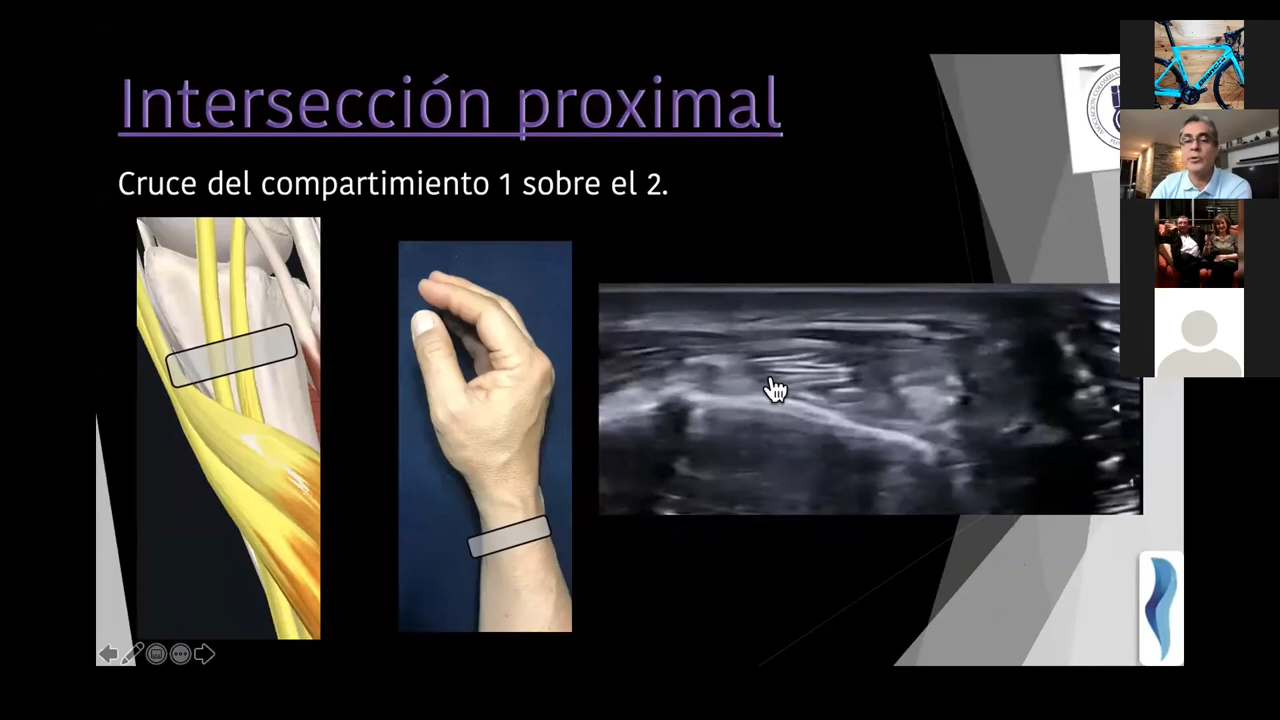 Intersección proximal
Cruce del compartimiento 1 sobre el 2.